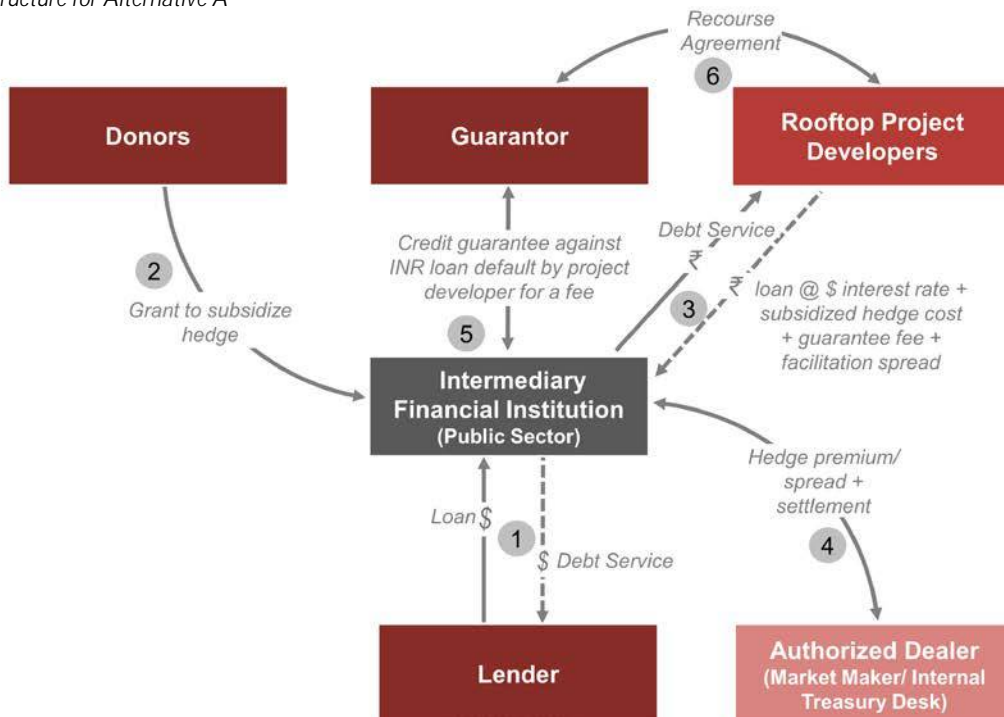 ructure for Alternative A
Recourse
Agreement
6
Donors
Guarantor
Rooftop Project
Developers
2
Grant to subsidize
hedge
Credit guarantee against
INR loan default by project
developer for a fee
5
Debt Service
₹
3
₹ loan @ $ interest rate +
subsidized hedge cost
+ guarantee fee +
facilitation spread
Intermediary
Financial Institution
(Public Sector)
Hedge premium/
spread +
settlement
4
Loan $
1
$ Debt Service
Lender
Authorized Dealer
(Market Maker/ Internal
Treasury Desk)